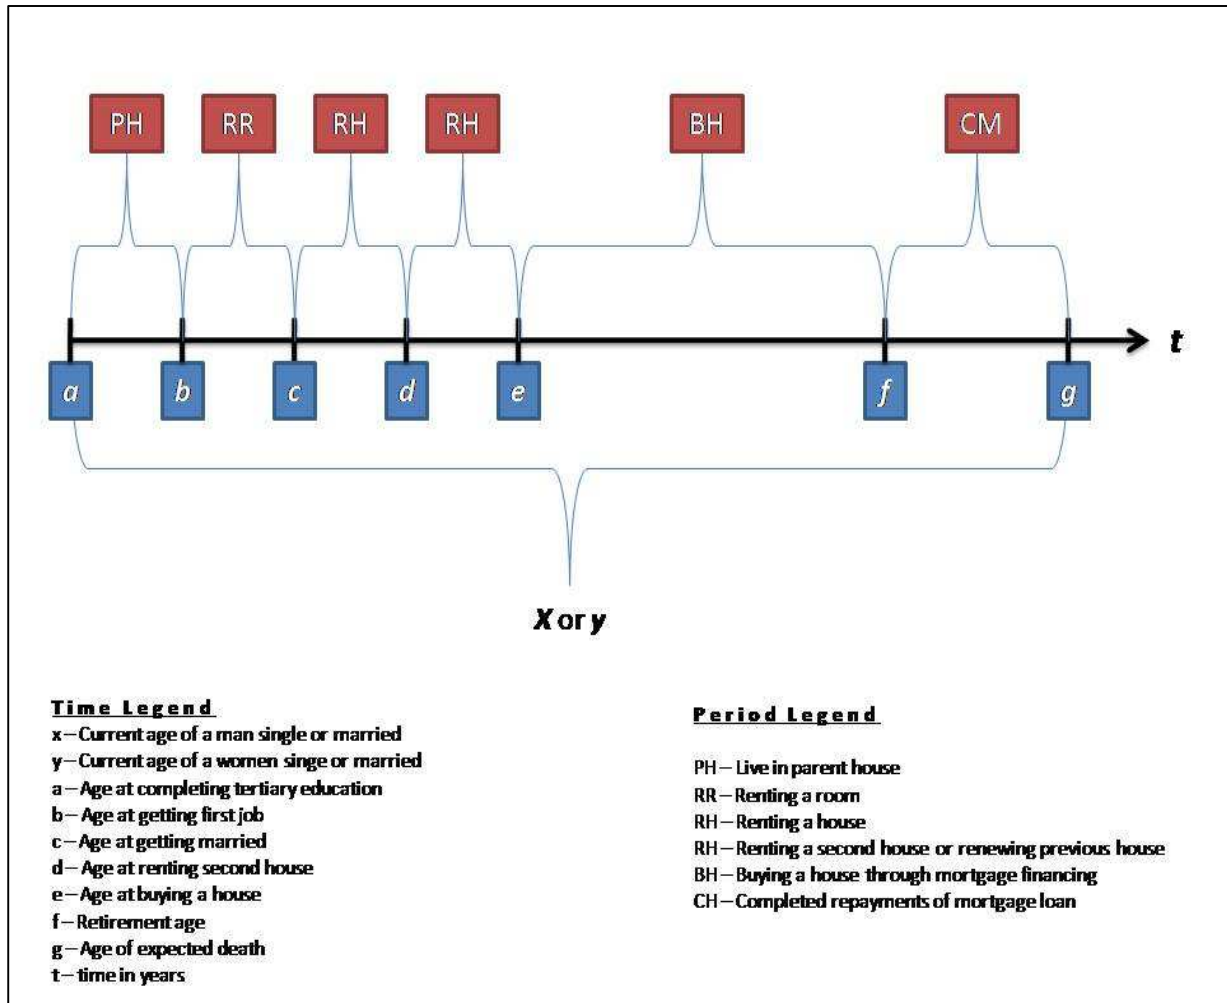 PH RR RH RH BH CM
t
a b c d e f g
X or y
Time Legend
x – Current age of a man single or married
y – Current age of a women singe or married
a – Age at completing tertiary education
b – Age at getting first job
c – Age at getting married
d – Age at renting second house
e – Age at buying a house
f – Retirement age
g – Age of expected death
t – time in years
Period Legend
PH – Live in parent house
RR – Renting a room
RH – Renting a house
RH – Renting a second house or renewing previous house
BH – Buying a house through mortgage financing
CH – Completed repayments of mortgage loan